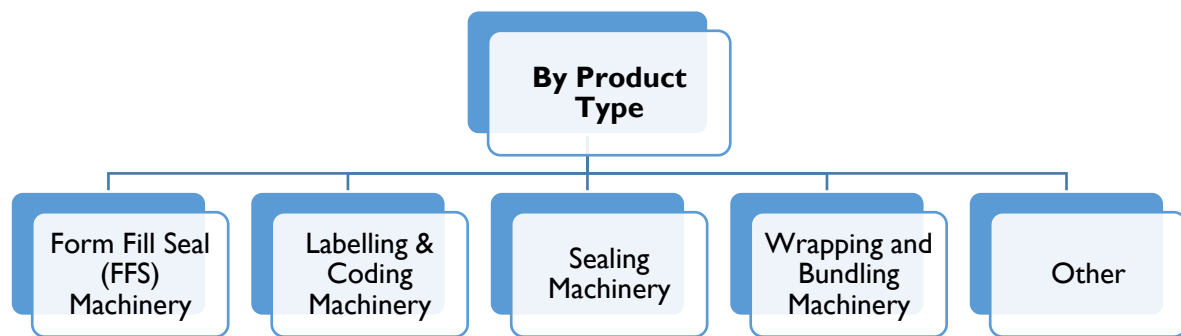 By Product
Type
Form Fill Seal
(FFS)
Machinery
Labelling &
Coding
Machinery
Sealing
Machinery
Wrapping and
Bundling
Machinery
Other